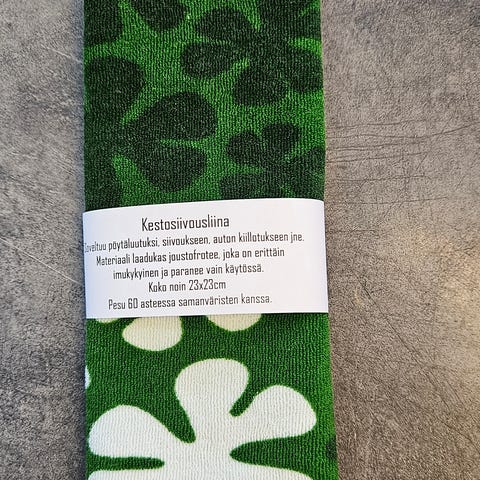 Kestosiivousliina
Soveltuu pöytäluutuksi, siivoukseen, auton kiillotukseen jne.
Materiaali laadukas joustofrotee, joka on erittäin
imukykyinen ja paranee vain käytössä.
Koko noin 23x23cm
Pesu 60 asteessa samanväristen kanssa.